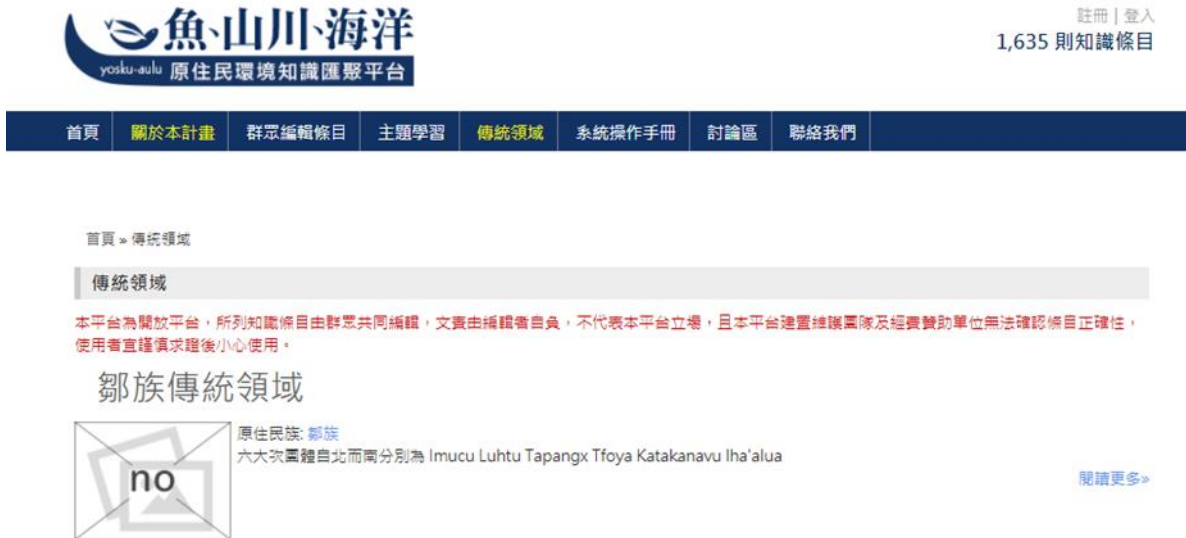 魚、山川、海洋
yosku-aulu 原住民環境知識匯聚平台
註冊 | 登入
1,635 則知識條目
首頁 關於本計畫 群眾編輯條目 主題學習 傳統領域 系統操作手冊 討論區 聯絡我們
首頁 » 傳統領域
傳統領域
本平台為開放平台，所列知識條目由群眾共同編輯，文責由編輯者自負，不代表本平台立場，且本平台建置維護團隊及經費贊助單位無法確認條目正確性，
使用者宜謹慎求證後小心使用。
鄒族傳統領域
原住民族: 鄒族
六大次團體自北而南分別為 Imucu Luhtu Tapangx Tfoya Katakanavu lha'alua
no
閱讀更多»